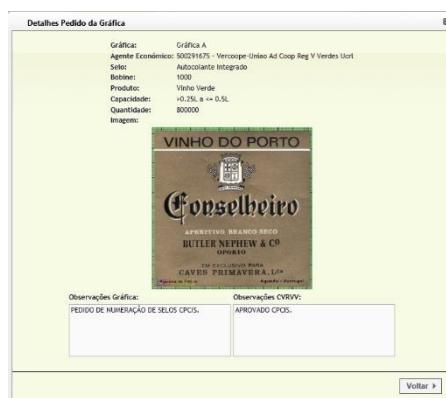 Detalhes Pedido da Gráfica
Gráfica: Gráfica A
Agente Económico: 500291675 - Vercoope-Uniao Ad Coop Reg V Verdes Ucrl
Selo: Autocolante Integrado
Bobine: 1000
Produto: Vinho Verde
Capacidade: >0.25L a <= 0.5L
Quantidade: 800000
Imagem:
VINHO DO PORTO
Conselheiro
APERITIVO BRANCO SECO
BUTLER NEPHEW & Cº
OPORTO
EM EXCLUSIVO PARA
CAVES PRIMAVERA, Lda
Agueda - Portugal
Observações Gráfica: Observações CVRVV:
PEDIDO DE NUMERAÇÃO DE SELOS CPCIS. APROVADO CPCIS.
Voltar